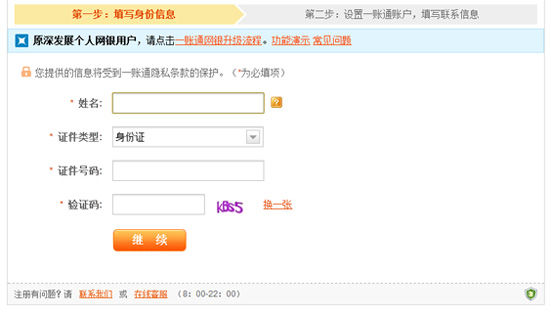 第一步：填写身份信息 第二步：设置一账通账户，填写联系信息
原深发展个人网银用户，请点击一账通网银升级流程。功能演示 常见问题
您提供的信息将受到一账通隐私条款的保护。（*为必填项）
* 姓名： ?
* 证件类型： 身份证
* 证件号码：
* 验证码： 换一张
继 续
注册有问题? 请 联系我们 或 在线客服 （8：00-22：00）